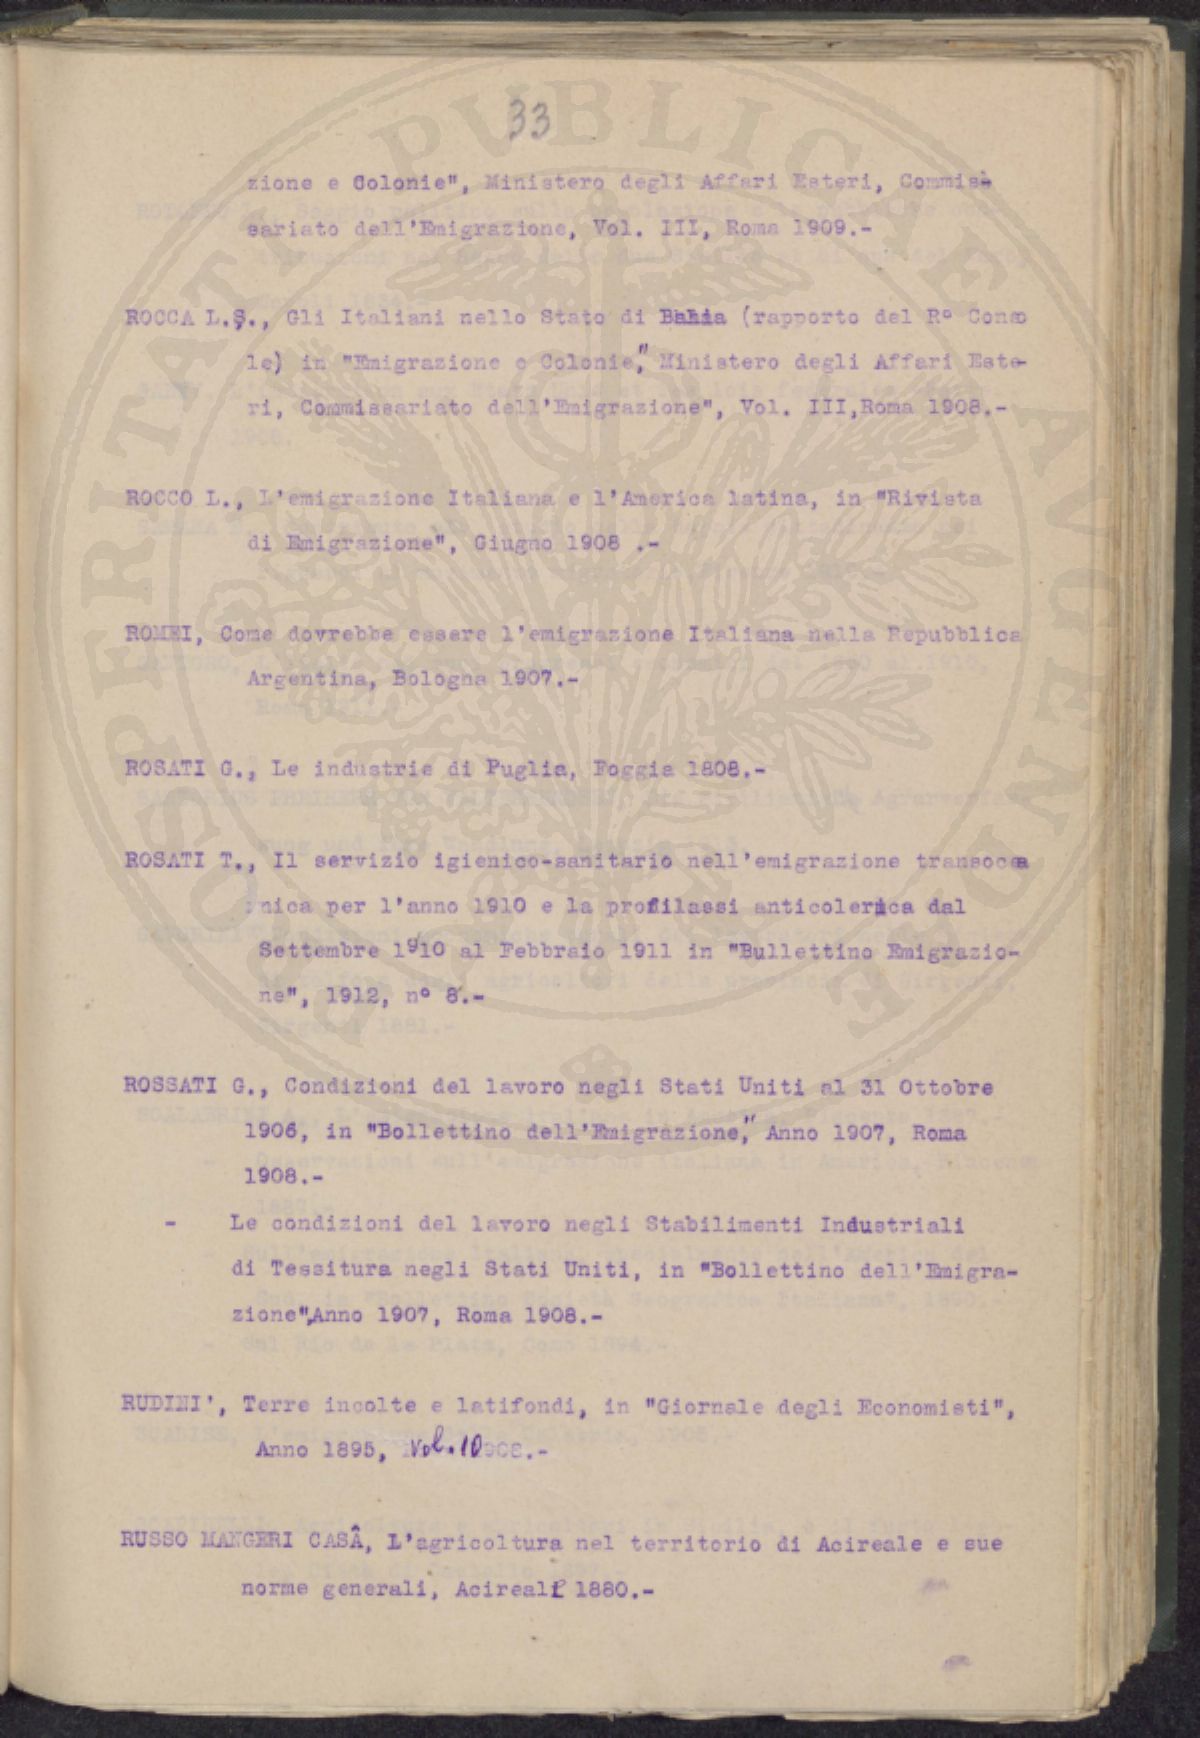 33
zione e Colonie", Ministero degli Affari Esteri, Commis-
sariato dell'Emigrazione, Vol. III, Roma 1909.-
ROCCA L.S., Gli Italiani nello Stato di Bahia (rapporto del Rº Conso
le) in "Emigrazione e Colonie", Ministero degli Affari Este-
ri, Commissariato dell'Emigrazione", Vol. III,Roma 1908.-
ROCCO L., L'emigrazione Italiana e l'America latina, in "Rivista
di Emigrazione", Giugno 1908 .-
ROMEI, Come dovrebbe essere l'emigrazione Italiana nella Repubblica
Argentina, Bologna 1907.-
ROSATI G., Le industrie di Puglia, Foggia 1808.-
ROSATI T., Il servizio igienico-sanitario nell'emigrazione transocea
nica per l'anno 1910 e la profilassi anticolerica dal
Settembre 1910 al Febbraio 1911 in "Bullettino Emigrazio-
ne", 1912, nº 8.-
ROSSATI G., Condizioni del lavoro negli Stati Uniti al 31 Ottobre
1906, in "Bollettino dell'Emigrazione", Anno 1907, Roma
1908.-
- Le condizioni del lavoro negli Stabilimenti Industriali
di Tessitura negli Stati Uniti, in "Bollettino dell'Emigra-
zione",Anno 1907, Roma 1908.-
RUDINI', Terre incolte e latifondi, in "Giornale degli Economisti",
Anno 1895, Vol. 10.-
RUSSO MANGERI CASÂ, L'agricoltura nel territorio di Acireale e sue
norme generali, Acireale 1880.-
PROSPERITATI PUBLICAE AVGENDAE